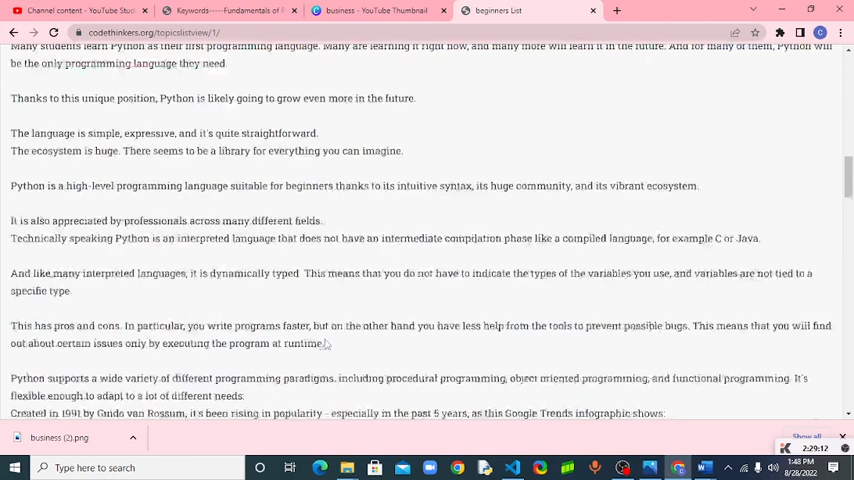 Channel content - YouTube Stud
Keywords-----Fundamentals of P
business - YouTube Thumbnail
beginners List
codethinkers.org/topicslistview/1/
Many students learn Python as their first programming language. Many are learning it right now, and many more will learn it in the future. And for many of them, Python will
be the only programming language they need.
Thanks to this unique position, Python is likely going to grow even more in the future.
The language is simple, expressive, and it's quite straightforward.
The ecosystem is huge. There seems to be a library for everything you can imagine.
Python is a high-level programming language suitable for beginners thanks to its intuitive syntax, its huge community, and its vibrant ecosystem.
It is also appreciated by professionals across many different fields.
Technically speaking Python is an interpreted language that does not have an intermediate compilation phase like a compiled language, for example C or Java.
And like many interpreted languages, it is dynamically typed. This means that you do not have to indicate the types of the variables you use, and variables are not tied to a
specific type.
This has pros and cons. In particular, you write programs faster, but on the other hand you have less help from the tools to prevent possible bugs. This means that you will find
out about certain issues only by executing the program at runtime.
Python supports a wide variety of different programming paradigms, including procedural programming, object oriented programming, and functional programming. It's
flexible enough to adapt to a lot of different needs.
Created in 1991 by Guido van Rossum, it's been rising in popularity - especially in the past 5 years, as this Google Trends infographic shows:
business (2).png
Show all
2:29:12
Type here to search
1:48 PM
8/28/2022